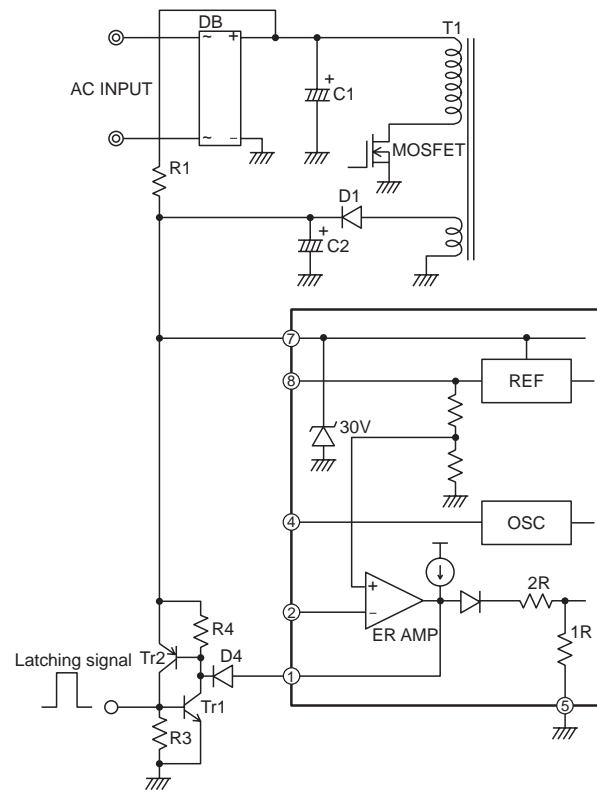 DB
T1
~ +
AC INPUT
+
C1
~ −
MOSFET
R1
D1
+
C2
7
8
REF
30V
4
OSC
+
2R
2
−
ER AMP
1R
R4
Tr2
D4
Latching signal
1
Tr1
5
R3